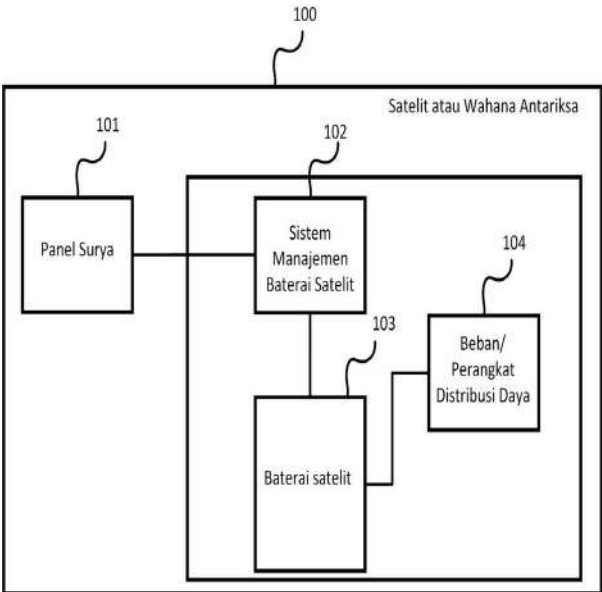 100
Satelit atau Wahana Antariksa
101
102
Panel Surya
Sistem
Manajemen
Baterai Satelit
104
103
Beban/
Perangkat
Distribusi Daya
Baterai satelit